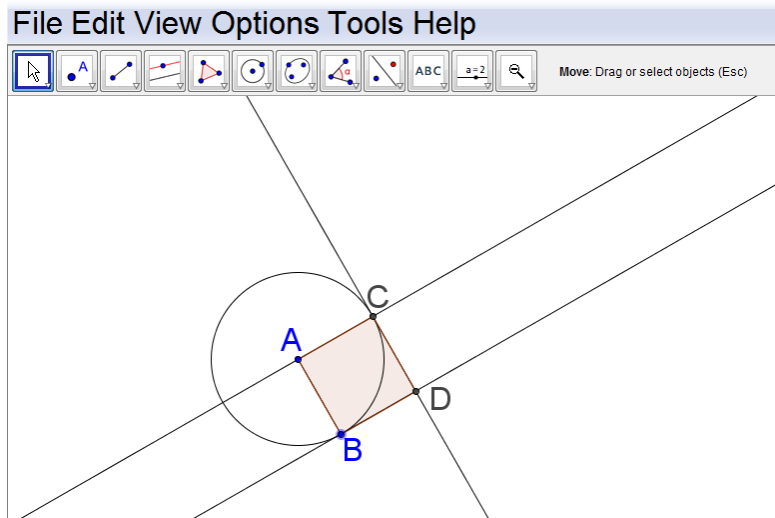 File Edit View Options Tools Help
A α ABC a=2 Move: Drag or select objects (Esc)
C
A
D
B